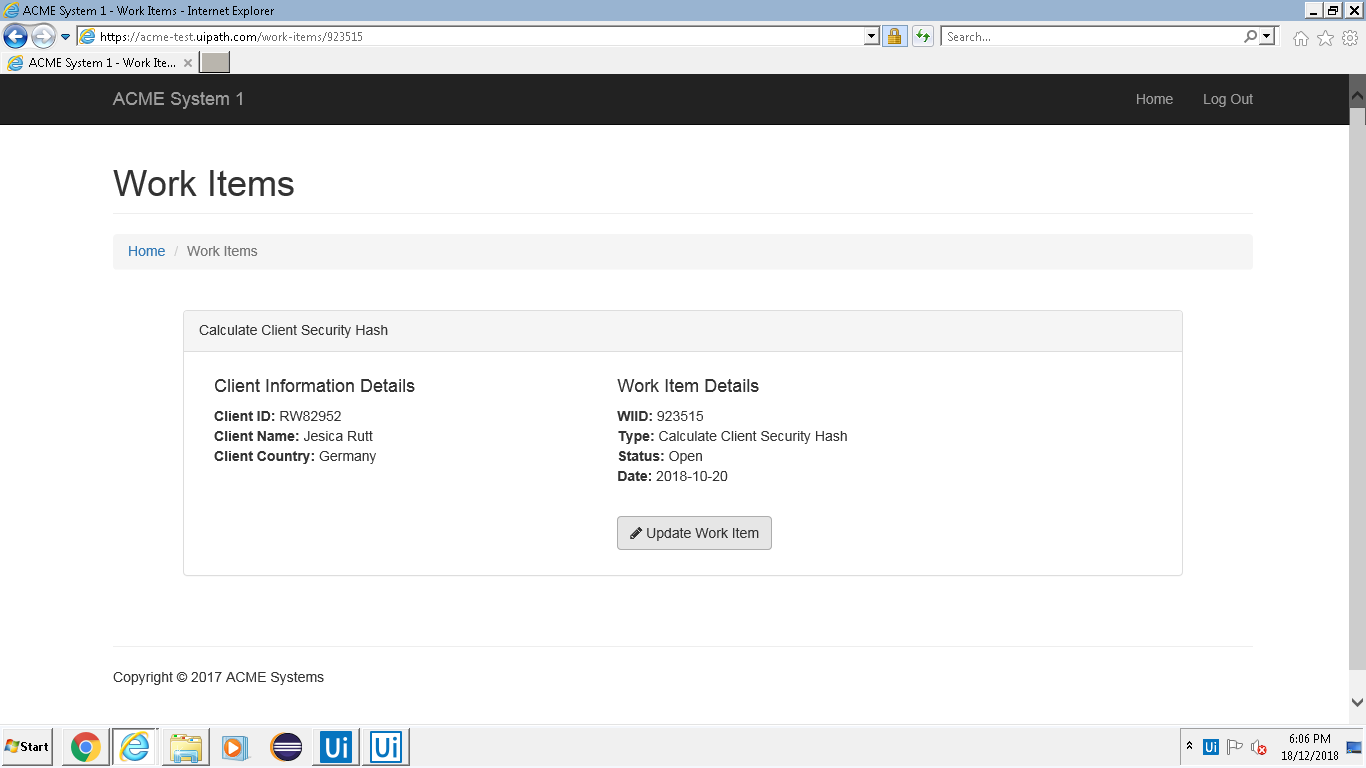 ACME System 1 - Work Items - Internet Explorer
https://acme-test.uipath.com/work-items/923515
Search...
ACME System 1 - Work Ite...
ACME System 1
Home
Log Out
Work Items
Home / Work Items
Calculate Client Security Hash
Client Information Details
Client ID: RW82952
Client Name: Jesica Rutt
Client Country: Germany
Work Item Details
WIID: 923515
Type: Calculate Client Security Hash
Status: Open
Date: 2018-10-20
Update Work Item
Copyright © 2017 ACME Systems
Start
Ui
Ui
Ui
6:06 PM
18/12/2018